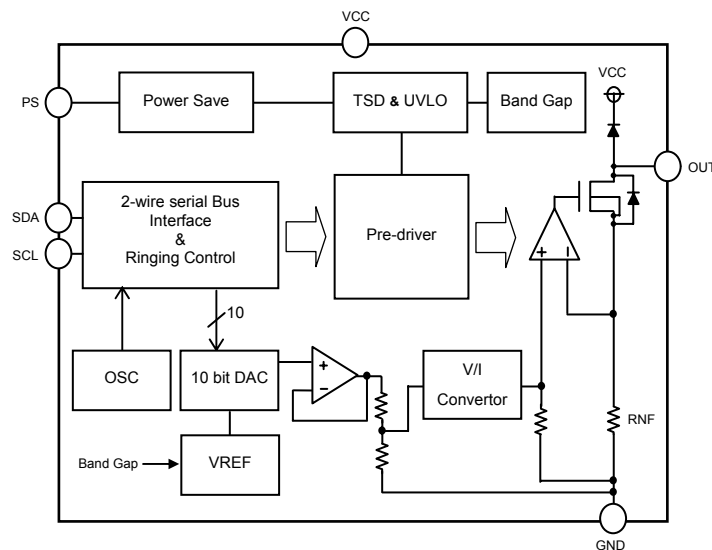 VCC
PS
Power Save
TSD & UVLO
Band Gap
VCC
OUT
SDA
SCL
2-wire serial Bus
Interface
&
Ringing Control
Pre-driver
+
−
10
OSC
10 bit DAC
+
−
V/I
Convertor
RNF
Band Gap
VREF
GND